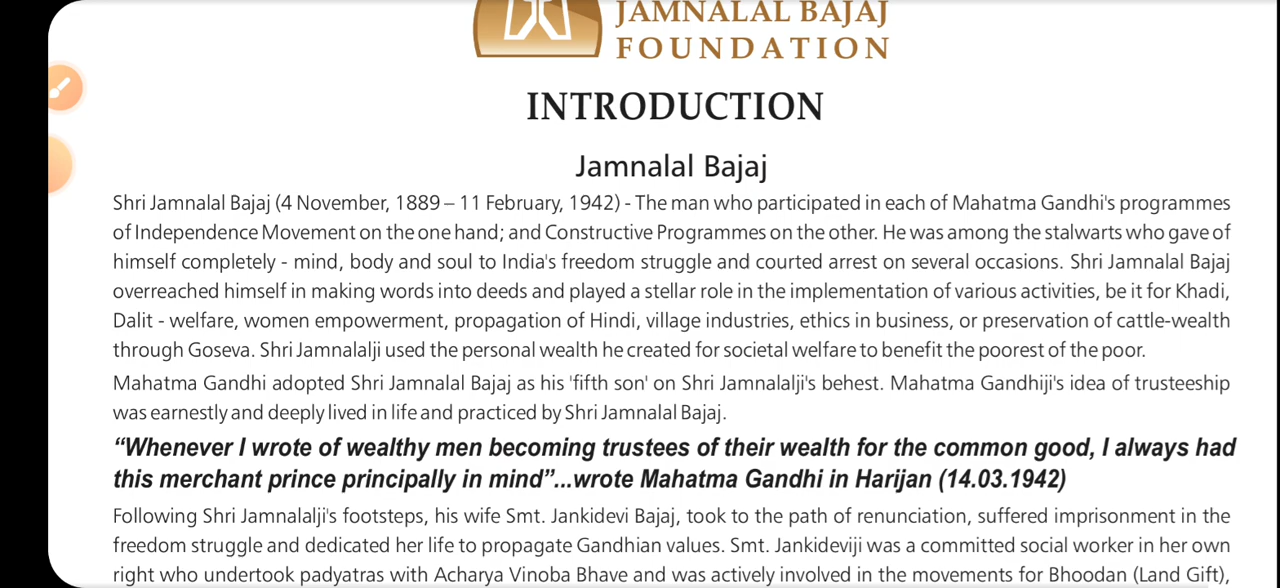 JAMNALAL BAJAJ
FOUNDATION
INTRODUCTION
Jamnalal Bajaj
Shri Jamnalal Bajaj (4 November, 1889 – 11 February, 1942) - The man who participated in each of Mahatma Gandhi's programmes
of Independence Movement on the one hand; and Constructive Programmes on the other. He was among the stalwarts who gave of
himself completely - mind, body and soul to India's freedom struggle and courted arrest on several occasions. Shri Jamnalal Bajaj
overreached himself in making words into deeds and played a stellar role in the implementation of various activities, be it for Khadi,
Dalit - welfare, women empowerment, propagation of Hindi, village industries, ethics in business, or preservation of cattle-wealth
through Goseva. Shri Jamnalalji used the personal wealth he created for societal welfare to benefit the poorest of the poor.
Mahatma Gandhi adopted Shri Jamnalal Bajaj as his 'fifth son' on Shri Jamnalalji's behest. Mahatma Gandhiji's idea of trusteeship
was earnestly and deeply lived in life and practiced by Shri Jamnalal Bajaj.
“Whenever I wrote of wealthy men becoming trustees of their wealth for the common good, I always had
this merchant prince principally in mind”...wrote Mahatma Gandhi in Harijan (14.03.1942)
Following Shri Jamnalalji's footsteps, his wife Smt. Jankidevi Bajaj, took to the path of renunciation, suffered imprisonment in the
freedom struggle and dedicated her life to propagate Gandhian values. Smt. Jankideviji was a committed social worker in her own
right who undertook padyatras with Acharya Vinoba Bhave and was actively involved in the movements for Bhoodan (Land Gift),